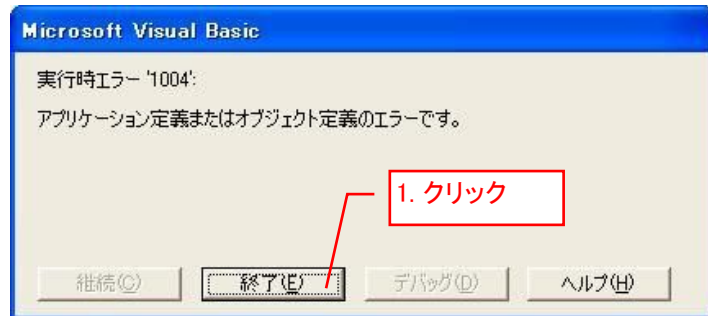 Microsoft Visual Basic
実行時エラー '1004':
アプリケーション定義またはオブジェクト定義のエラーです。
1. クリック
継続(C) 終了(E) デバッグ(D) ヘルプ(H)